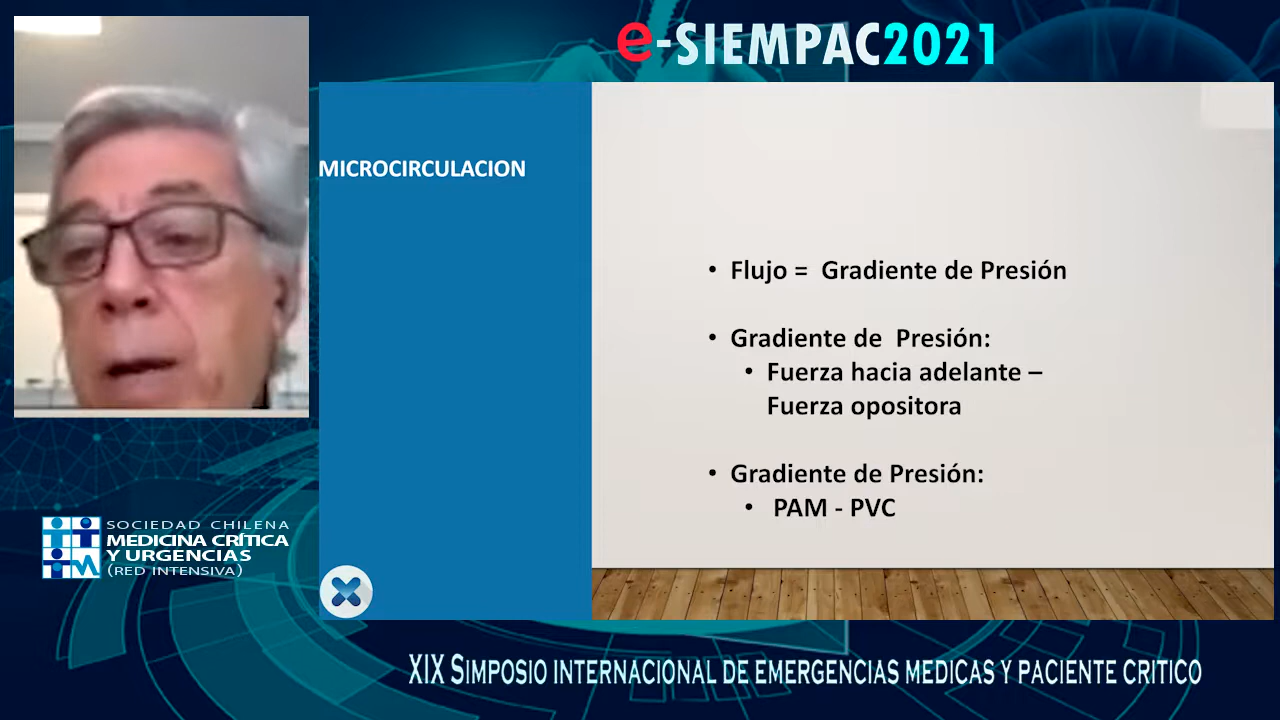 e-SIEMPAC2021
MICROCIRCULACION
• Flujo = Gradiente de Presión
• Gradiente de Presión:
• Fuerza hacia adelante –
Fuerza opositora
• Gradiente de Presión:
• PAM - PVC
SOCIEDAD CHILENA
MEDICINA CRÍTICA
Y URGENCIAS
(RED INTENSIVA)
XIX SIMPOSIO INTERNACIONAL DE EMERGENCIAS MEDICAS Y PACIENTE CRITICO